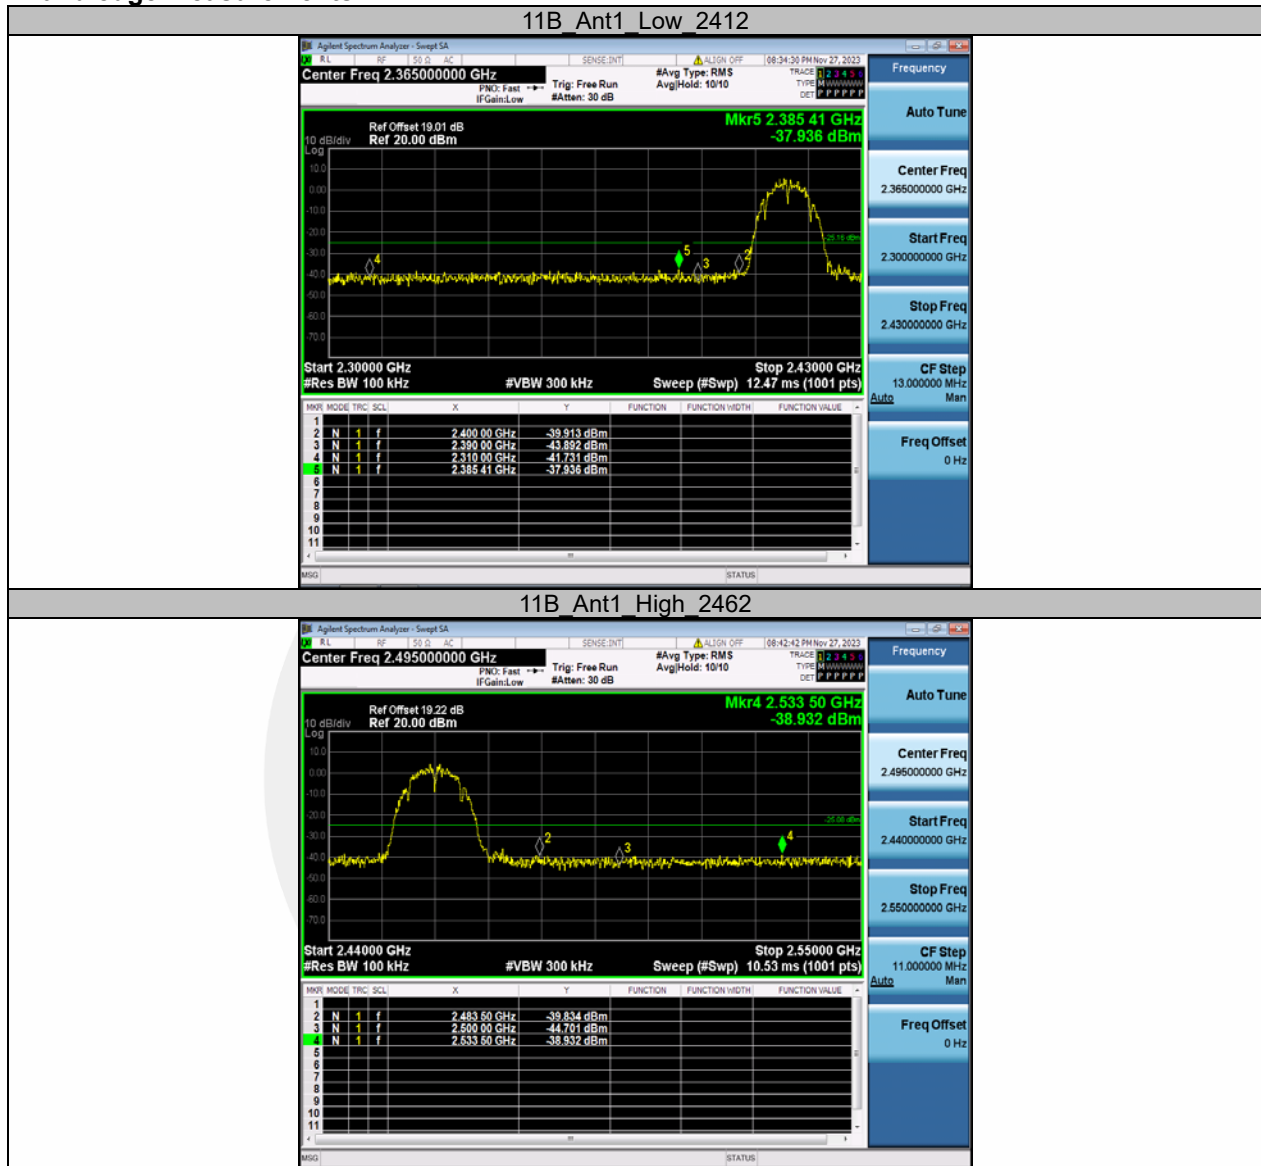 11B_Ant1_Low_2412
Agilent Spectrum Analyzer - Swept SA
RL RF 50 Ω AC SENSE:INT ALIGN OFF 08:34:30 PM Nov 27, 2023
Center Freq 2.365000000 GHz
PNO: Fast
IFGain:Low
Trig: Free Run
#Atten: 30 dB
#Avg Type: RMS
Avg|Hold: 10/10
TRACE 1 2 3 4 5 6
TYPE M WWWWW
DET P P P P P P
Frequency
Auto Tune
Center Freq
2.365000000 GHz
Start Freq
2.300000000 GHz
Stop Freq
2.430000000 GHz
CF Step
13.000000 MHz
Auto Man
Freq Offset
0 Hz
Mkr5 2.385 41 GHz
-37.936 dBm
Ref Offset 19.01 dB
10 dB/div Ref 20.00 dBm
Log
10.0
0.00
-10.0
-20.0
-25.16 dBm
-30.0
-40.0
-50.0
-60.0
-70.0
4 5 3 2
Start 2.30000 GHz Stop 2.43000 GHz
#Res BW 100 kHz #VBW 300 kHz Sweep (#Swp) 12.47 ms (1001 pts)
MKR MODE TRC SCL X Y FUNCTION FUNCTION WIDTH FUNCTION VALUE
1
2 N 1 f 2.400 00 GHz -39.913 dBm
3 N 1 f 2.390 00 GHz -43.892 dBm
4 N 1 f 2.310 00 GHz -41.731 dBm
5 N 1 f 2.385 41 GHz -37.936 dBm
6
7
8
9
10
11
MSG STATUS
11B_Ant1_High_2462
Agilent Spectrum Analyzer - Swept SA
RL RF 50 Ω AC SENSE:INT ALIGN OFF 08:42:42 PM Nov 27, 2023
Center Freq 2.495000000 GHz
PNO: Fast
IFGain:Low
Trig: Free Run
#Atten: 30 dB
#Avg Type: RMS
Avg|Hold: 10/10
TRACE 1 2 3 4 5 6
TYPE M WWWWW
DET P P P P P P
Frequency
Auto Tune
Center Freq
2.495000000 GHz
Start Freq
2.440000000 GHz
Stop Freq
2.550000000 GHz
CF Step
11.000000 MHz
Auto Man
Freq Offset
0 Hz
Mkr4 2.533 50 GHz
-38.932 dBm
Ref Offset 19.22 dB
10 dB/div Ref 20.00 dBm
Log
10.0
0.00
-10.0
-20.0
-30.0
-40.0
-50.0
-60.0
-70.0
2 3 4
Start 2.44000 GHz Stop 2.55000 GHz
#Res BW 100 kHz #VBW 300 kHz Sweep (#Swp) 10.53 ms (1001 pts)
MKR MODE TRC SCL X Y FUNCTION FUNCTION WIDTH FUNCTION VALUE
1
2 N 1 f 2.483 50 GHz -39.834 dBm
3 N 1 f 2.500 00 GHz -44.701 dBm
4 N 1 f 2.533 50 GHz -38.932 dBm
5
6
7
8
9
10
11
MSG STATUS